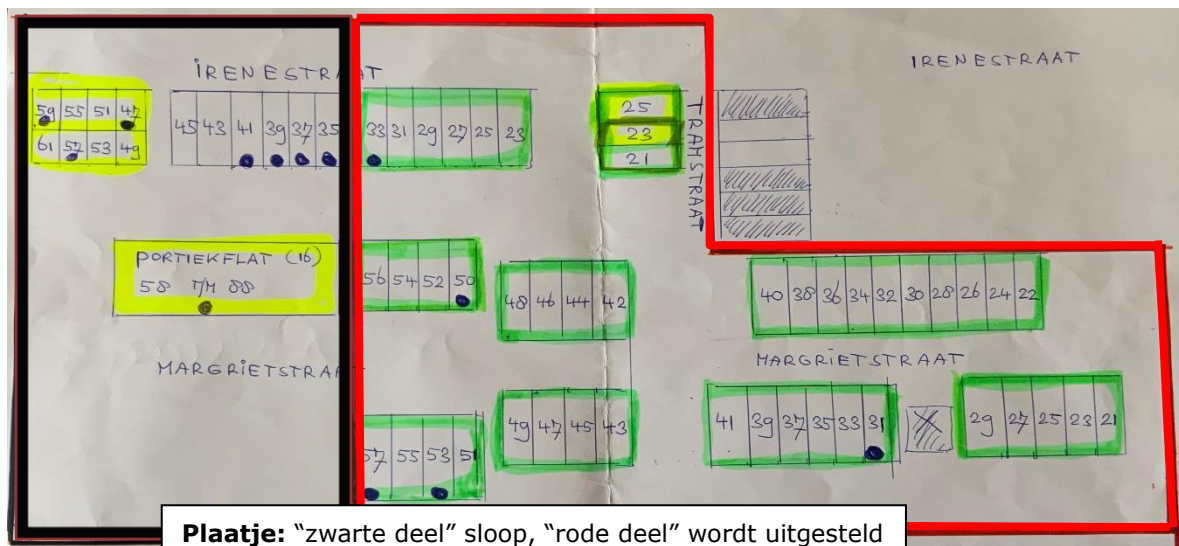 IRENESTRAAT
IRENESTRAAT
59 55 51 47
61 57 53 49
45 43 41 39 37 35 33 31 29 27 25 23
25
23
21
TRAMSTRAAT
PORTIEKFLAT (16)
58 T/M 88
56 54 52 50
48 46 44 42
40 38 36 34 32 30 28 26 24 22
MARGRIETSTRAA
MARGRIETSTRAAT
57 55 53 51
49 47 45 43
41 39 37 35 33 31
29 27 25 23 21
Plaatje: “zwarte deel” sloop, “rode deel” wordt uitgesteld